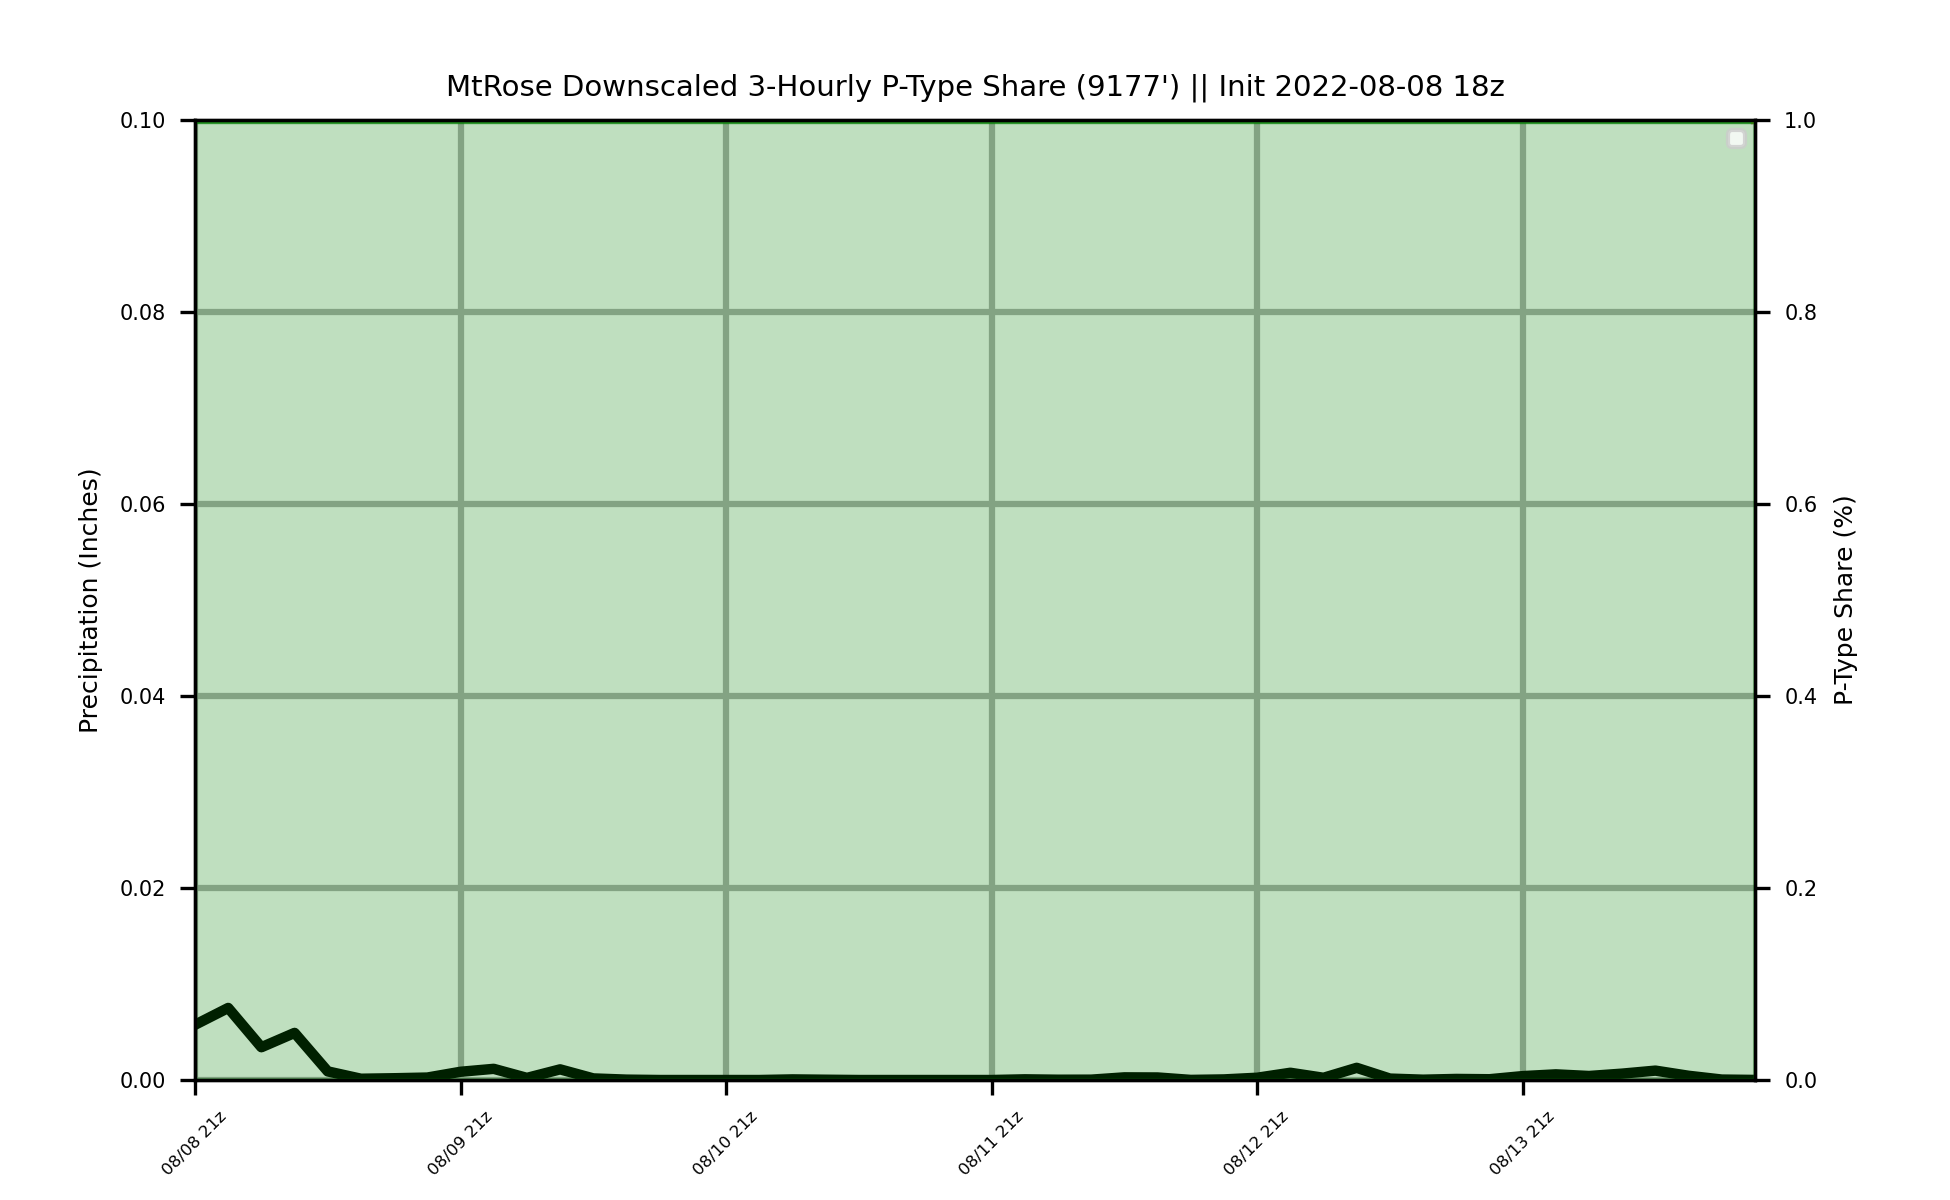 MtRose Downscaled 3-Hourly P-Type Share (9177') || Init 2022-08-08 18z
Precipitation (Inches)
0.10
0.08
0.06
0.04
0.02
0.00
1.0
0.8
0.6
0.4
0.2
0.0
P-Type Share (%)
08/08 21z
08/09 21z
08/10 21z
08/11 21z
08/12 21z
08/13 21z